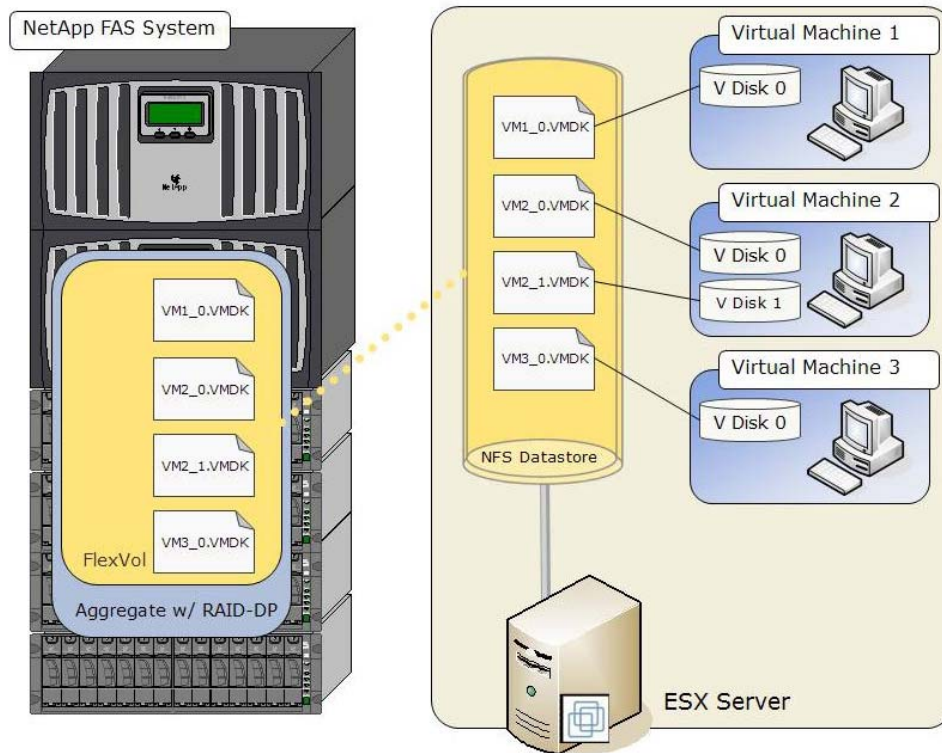 NetApp FAS System
NetApp
VM1_0.VMDK
VM2_0.VMDK
VM2_1.VMDK
VM3_0.VMDK
FlexVol
Aggregate w/ RAID-DP
VM1_0.VMDK
VM2_0.VMDK
VM2_1.VMDK
VM3_0.VMDK
NFS Datastore
Virtual Machine 1
V Disk 0
Virtual Machine 2
V Disk 0
V Disk 1
Virtual Machine 3
V Disk 0
ESX Server